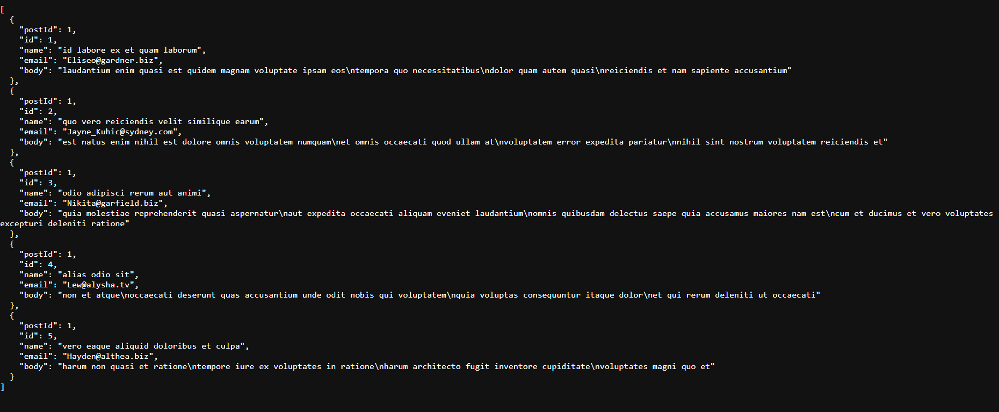 [
  {
    "postId": 1,
    "id": 1,
    "name": "id labore ex et quam laborum",
    "email": "Eliseo@gardner.biz",
    "body": "laudantium enim quasi est quidem magnam voluptate ipsam eos\ntempora quo necessitatibus\ndolor quam autem quasi\nreiciendis et nam sapiente accusantium"
  },
  {
    "postId": 1,
    "id": 2,
    "name": "quo vero reiciendis velit similique earum",
    "email": "Jayne_Kuhic@sydney.com",
    "body": "est natus enim nihil est dolore omnis voluptatem numquam\net omnis occaecati quod ullam at\nvoluptatem error expedita pariatur\nnihil sint nostrum voluptatem reiciendis et"
  },
  {
    "postId": 1,
    "id": 3,
    "name": "odio adipisci rerum aut animi",
    "email": "Nikita@garfield.biz",
    "body": "quia molestiae reprehenderit quasi aspernatur\naut expedita occaecati aliquam eveniet laudantium\nomnis quibusdam delectus saepe quia accusamus maiores nam est\ncum et ducimus et vero voluptates
excepturi deleniti ratione"
  },
  {
    "postId": 1,
    "id": 4,
    "name": "alias odio sit",
    "email": "Lew@alysha.tv",
    "body": "non et atque\noccaecati deserunt quas accusantium unde odit nobis qui voluptatem\nquia voluptas consequuntur itaque dolor\net qui rerum deleniti ut occaecati"
  },
  {
    "postId": 1,
    "id": 5,
    "name": "vero eaque aliquid doloribus et culpa",
    "email": "Hayden@althea.biz",
    "body": "harum non quasi et ratione\ntempore iure ex voluptates in ratione\nharum architecto fugit inventore cupiditate\nvoluptates magni quo et"
  }
]